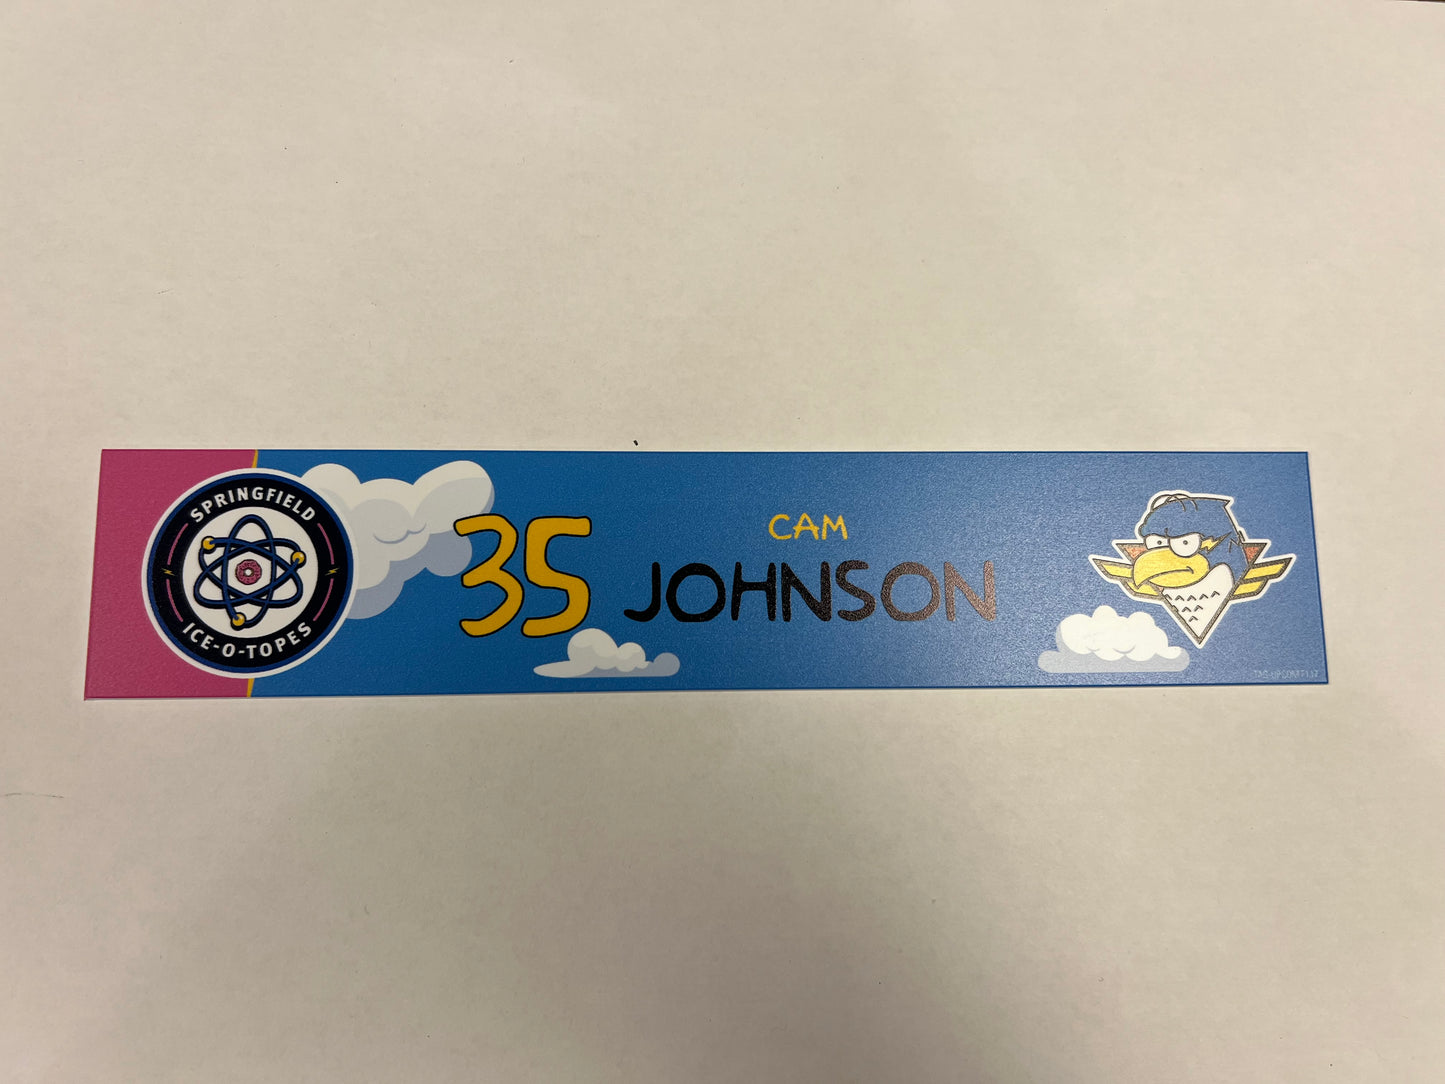 SPRINGFIELD
ICE-O-TOPES
35
CAM
JOHNSON